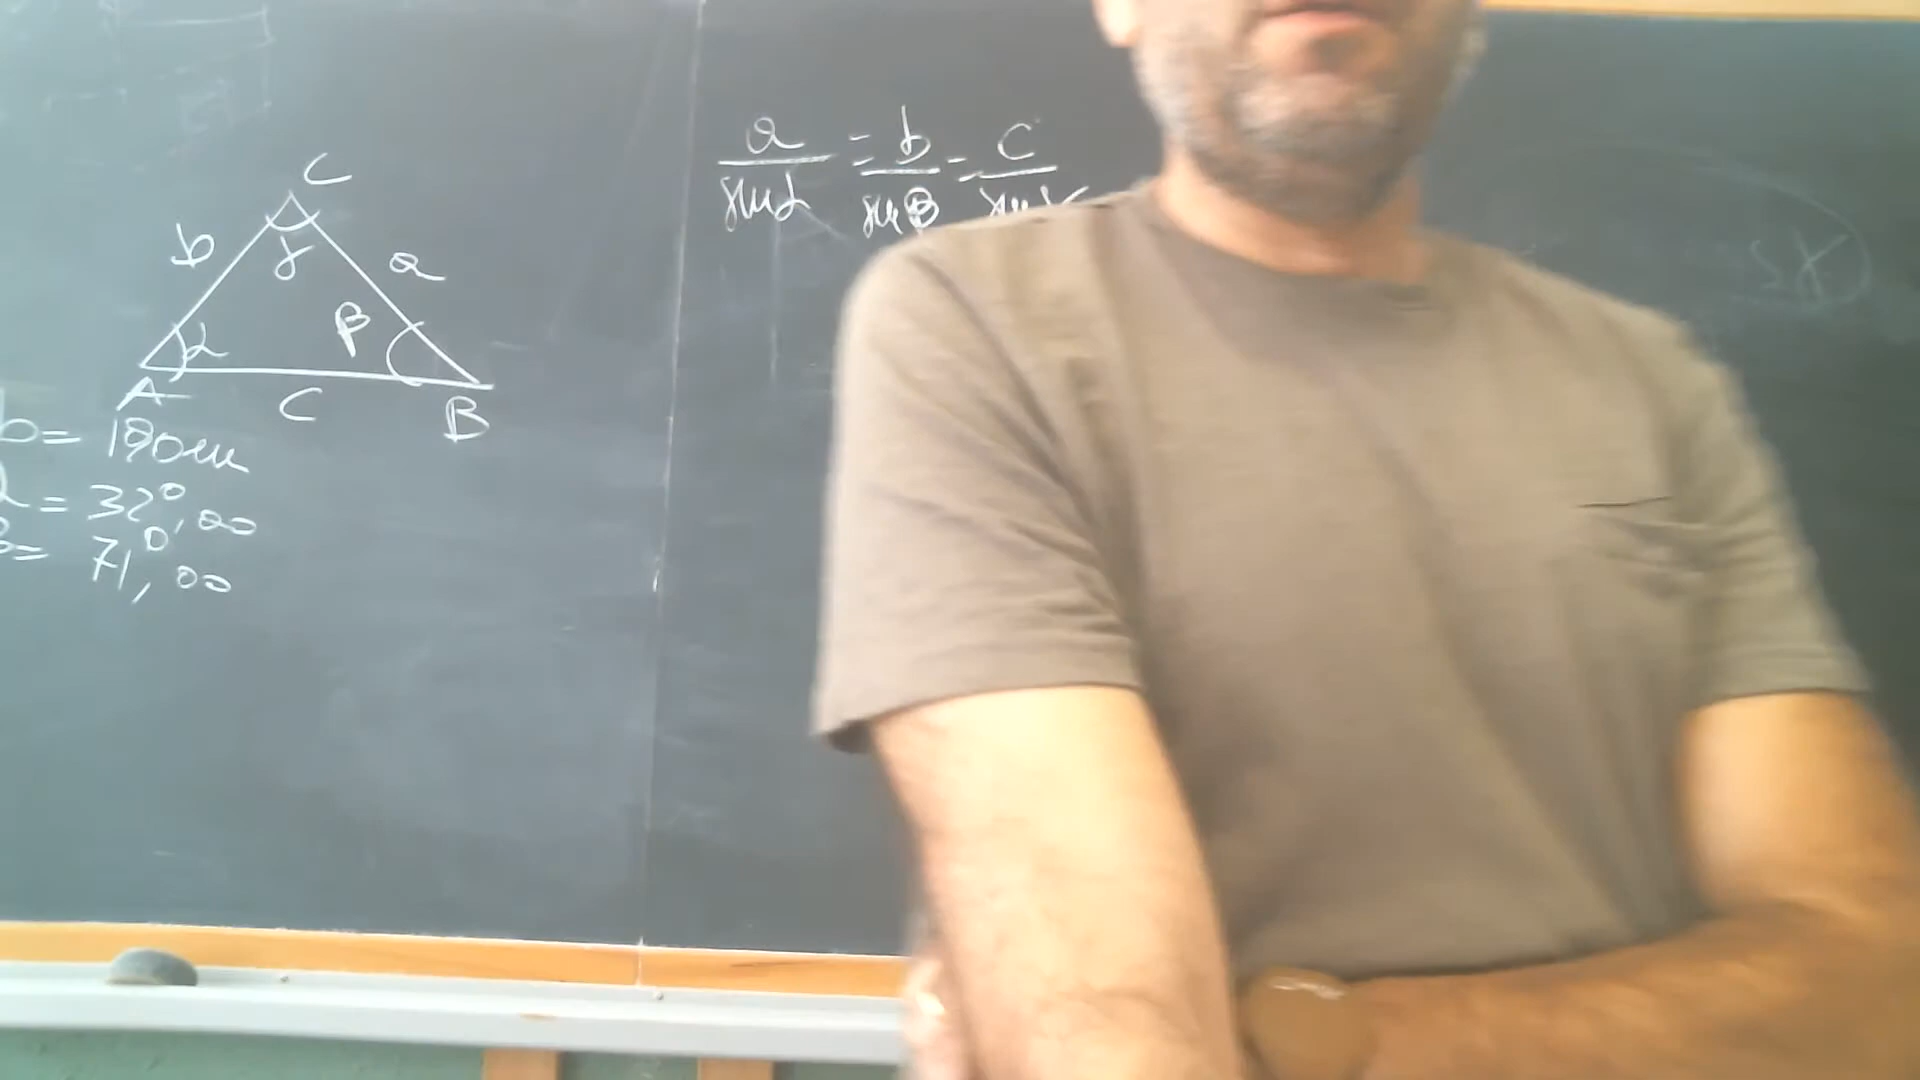 C
b
γ
a
α
β
A
C
B
b = 180m
α = 32°,00
β = 71°,00
a/sinα = b/sinβ = c/sinγ